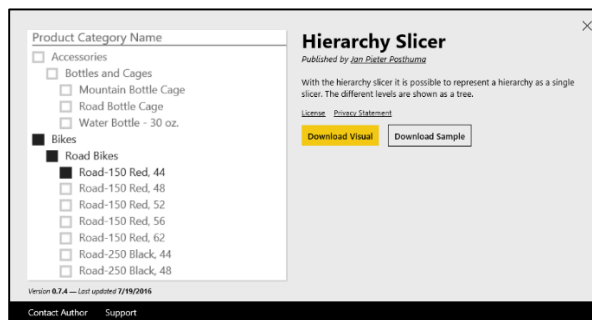 Product Category Name
Accessories
Bottles and Cages
Mountain Bottle Cage
Road Bottle Cage
Water Bottle - 30 oz.
Bikes
Road Bikes
Road-150 Red, 44
Road-150 Red, 48
Road-150 Red, 52
Road-150 Red, 56
Road-150 Red, 62
Road-250 Black, 44
Road-250 Black, 48
Version 0.7.4 — Last updated 7/19/2016
Hierarchy Slicer
Published by Jan Pieter Posthuma
With the hierarchy slicer it is possible to represent a hierarchy as a single
slicer. The different levels are shown as a tree.
License Privacy Statement
Download Visual Download Sample
Contact Author Support